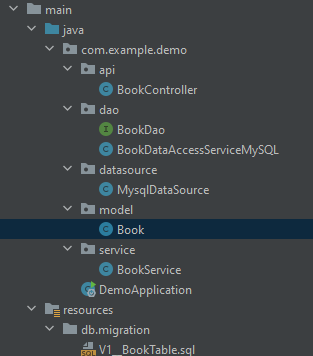 main
java
com.example.demo
api
BookController
dao
BookDao
BookDataAccessServiceMySQL
datasource
MysqlDataSource
model
Book
service
BookService
DemoApplication
resources
db.migration
V1__BookTable.sql